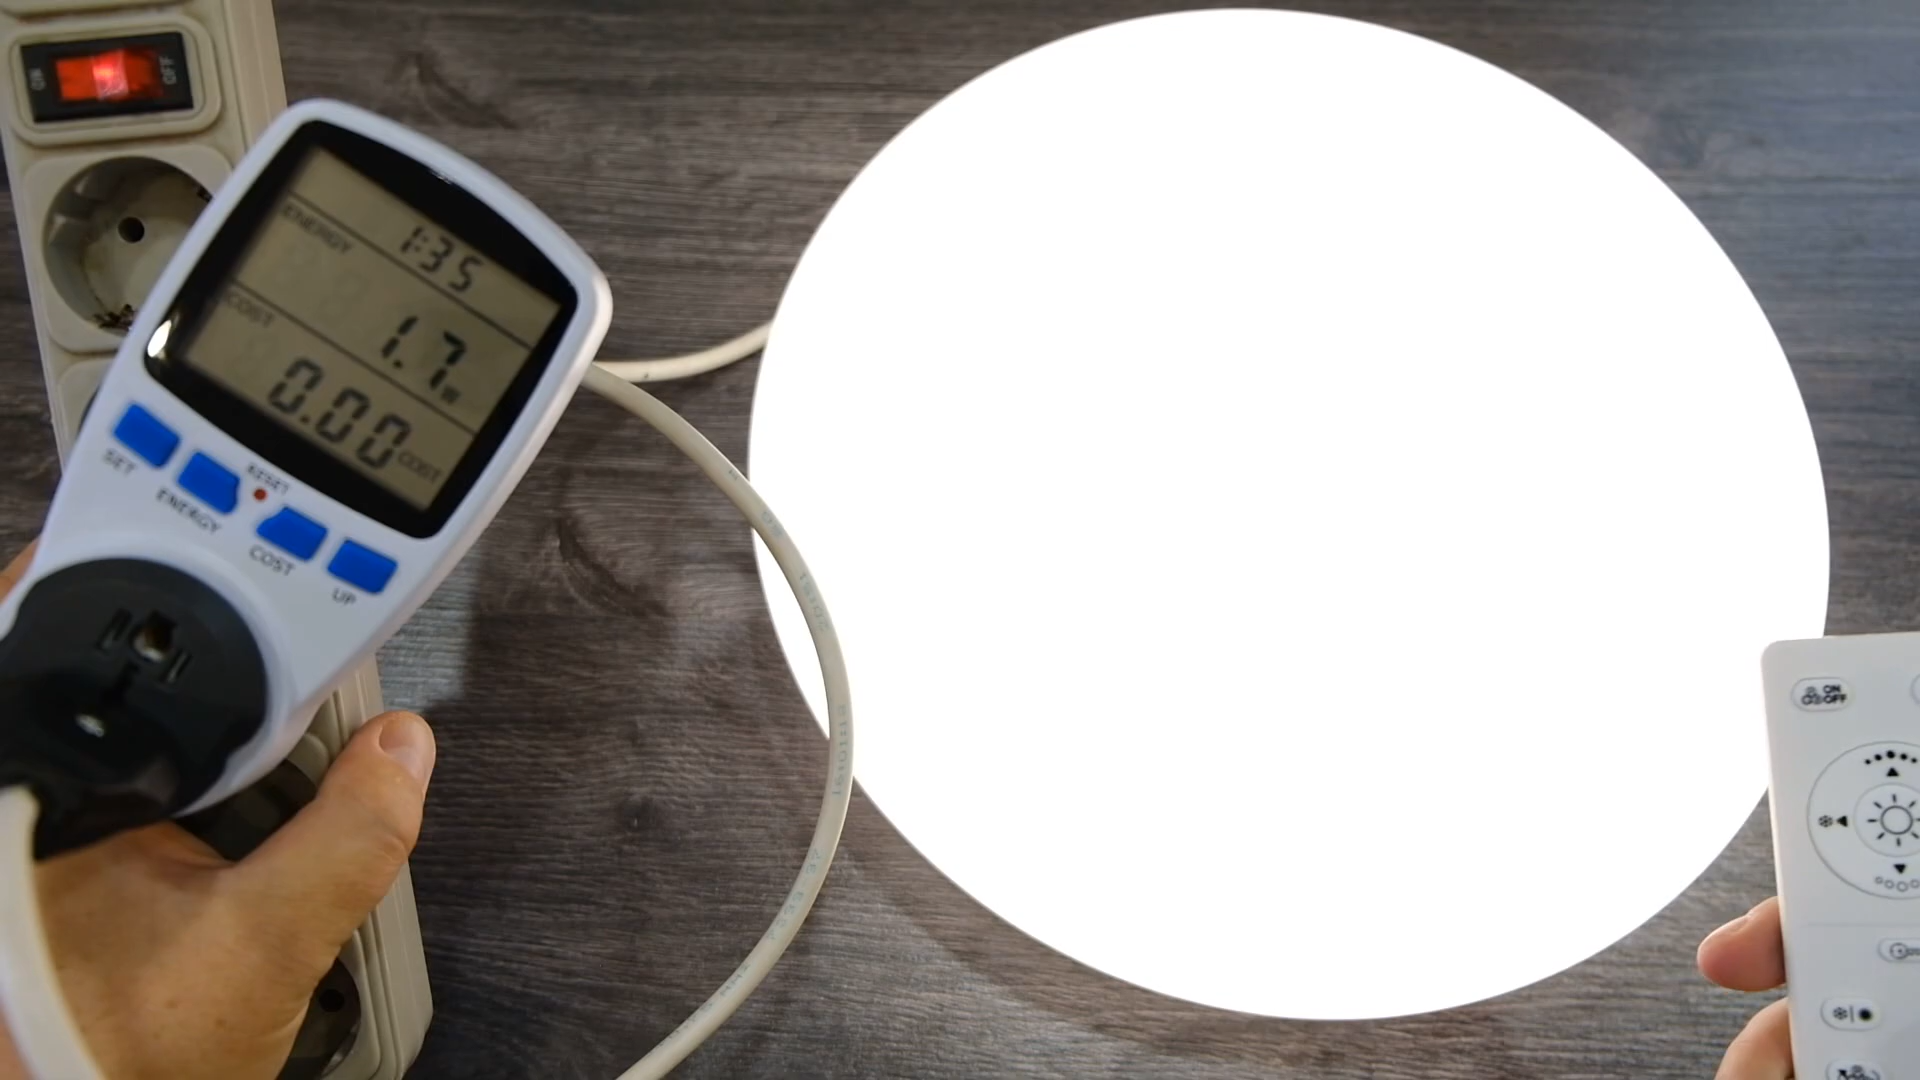 ON OFF
1:35
ENERGY
1.7 W
COST
0.00 COST
SET
ENERGY
RESET
COST
UP
ON
OFF